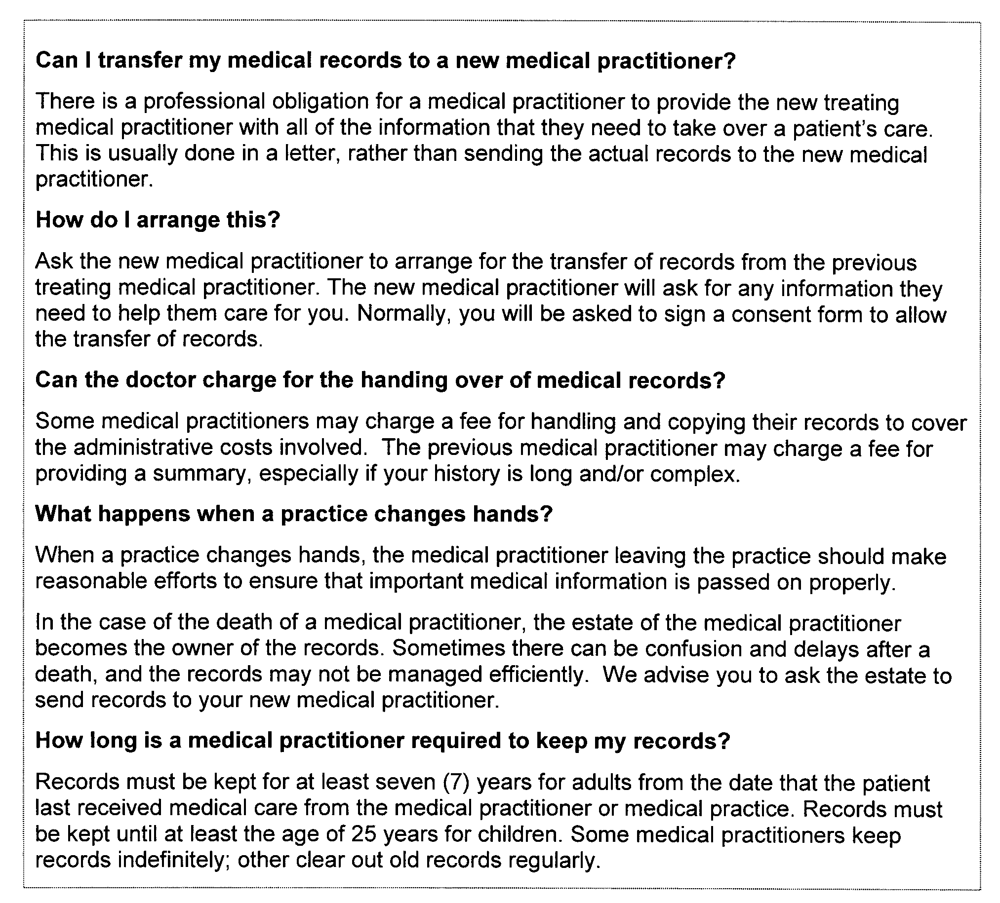 Can I transfer my medical records to a new medical practitioner?
There is a professional obligation for a medical practitioner to provide the new treating
medical practitioner with all of the information that they need to take over a patient's care.
This is usually done in a letter, rather than sending the actual records to the new medical
practitioner.
How do I arrange this?
Ask the new medical practitioner to arrange for the transfer of records from the previous
treating medical practitioner. The new medical practitioner will ask for any information they
need to help them care for you. Normally, you will be asked to sign a consent form to allow
the transfer of records.
Can the doctor charge for the handing over of medical records?
Some medical practitioners may charge a fee for handling and copying their records to cover
the administrative costs involved.  The previous medical practitioner may charge a fee for
providing a summary, especially if your history is long and/or complex.
What happens when a practice changes hands?
When a practice changes hands, the medical practitioner leaving the practice should make
reasonable efforts to ensure that important medical information is passed on properly.
In the case of the death of a medical practitioner, the estate of the medical practitioner
becomes the owner of the records. Sometimes there can be confusion and delays after a
death, and the records may not be managed efficiently.  We advise you to ask the estate to
send records to your new medical practitioner.
How long is a medical practitioner required to keep my records?
Records must be kept for at least seven (7) years for adults from the date that the patient
last received medical care from the medical practitioner or medical practice. Records must
be kept until at least the age of 25 years for children. Some medical practitioners keep
records indefinitely; other clear out old records regularly.